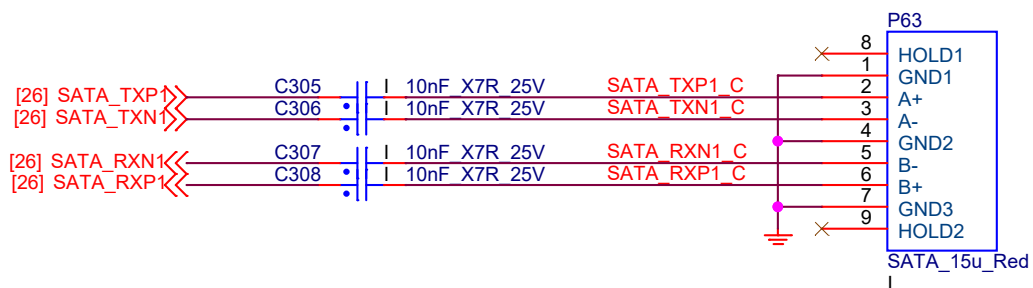 P63
8 HOLD1
1 GND1
[26] SATA_TXP1 C305 I 10nF_X7R_25V SATA_TXP1_C 2 A+
[26] SATA_TXN1 C306 10nF_X7R_25V SATA_TXN1_C 3 A-
4 GND2
[26] SATA_RXN1 C307 I 10nF_X7R_25V SATA_RXN1_C 5 B-
[26] SATA_RXP1 C308 10nF_X7R_25V SATA_RXP1_C 6 B+
7 GND3
9 HOLD2
SATA_15u_Red
I